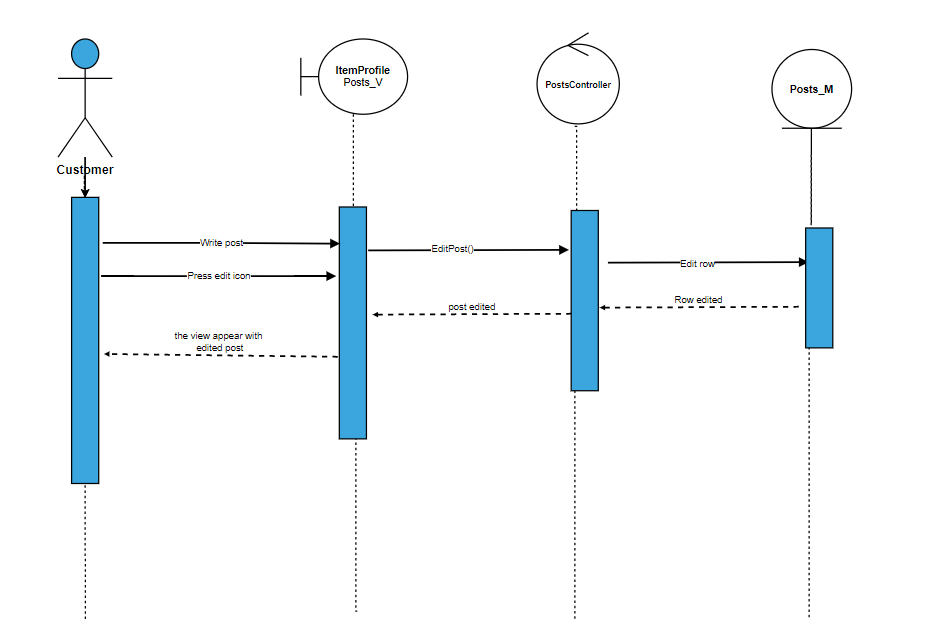 ItemProfile
Posts_V
PostsController
Posts_M
Customer
Write post
EditPost()
Edit row
Press edit icon
Row edited
post edited
the view appear with
edited post